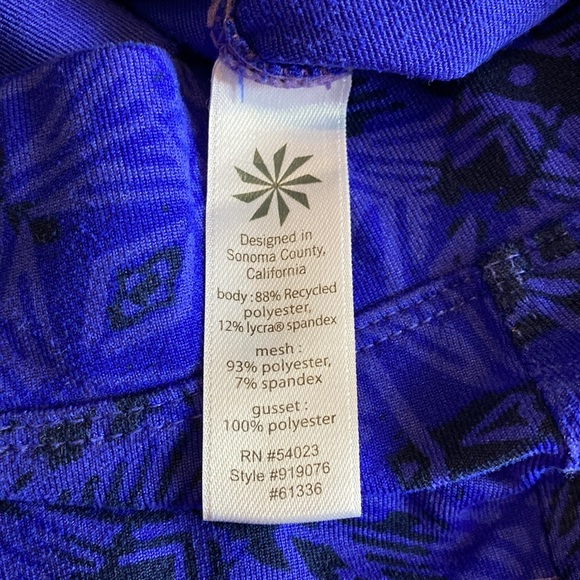 Designed in
Sonoma County,
California
body : 88% Recycled
polyester,
12% lycra® spandex
mesh :
93% polyester,
7% spandex
gusset :
100% polyester
RN #54023
Style #919076
#61336